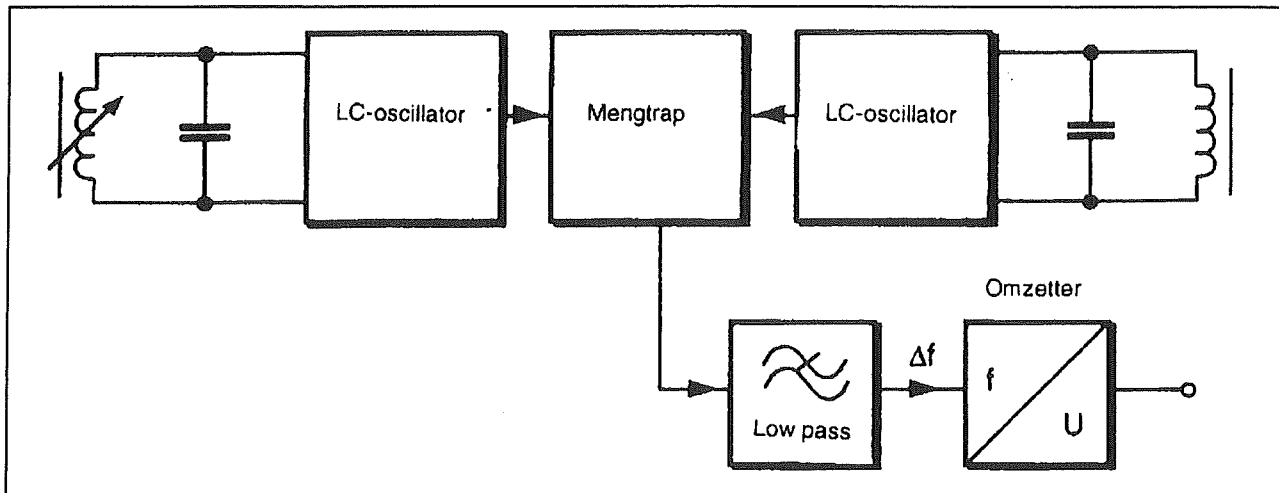 LC-oscillator
Mengtrap
LC-oscillator
Omzetter
Low pass
Δf
f
U